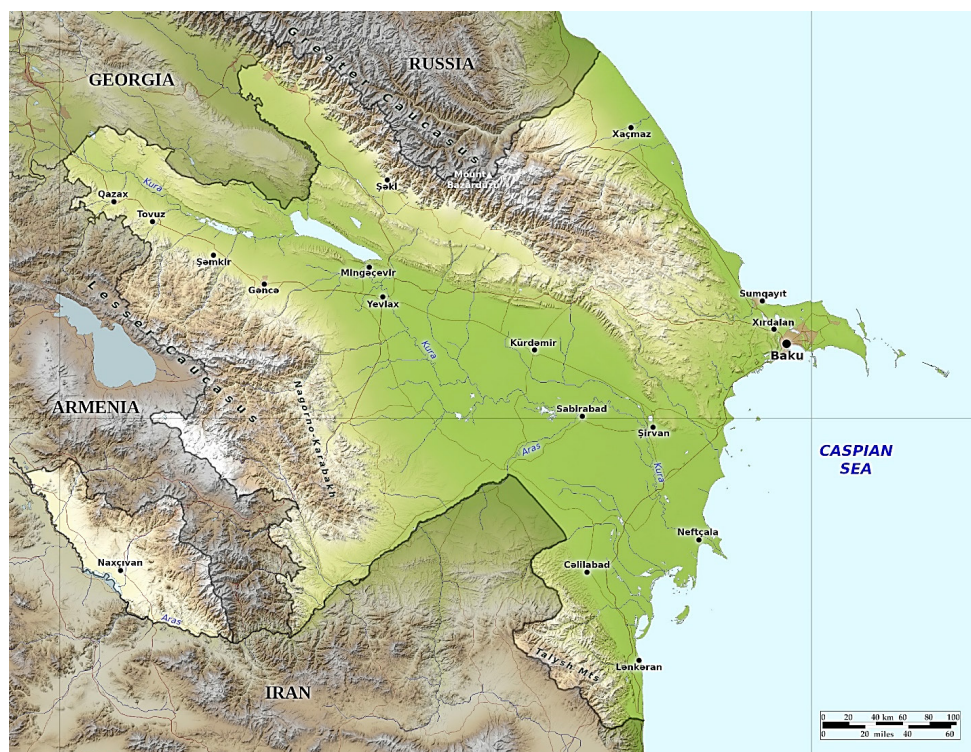 RUSSIA
GEORGIA
Greater Caucasus
Xaçmaz
Mount
Bazardüzü
Şəki
Kura
Qazax
Tovuz
Şəmkir
Gəncə
Mingəçevir
Yevlax
Sumqayıt
Xırdalan
Baku
Kürdəmir
Kura
Lesser Caucasus
ARMENIA
Nagorno-Karabakh
Sabirabad
Şirvan
Aras
Kura
CASPIAN
SEA
Neftçala
Naxçıvan
Cəlilabad
Aras
Talysh Mts
Lənkəran
IRAN
0 20 40 km 60 80 100
0 20 miles 40 60